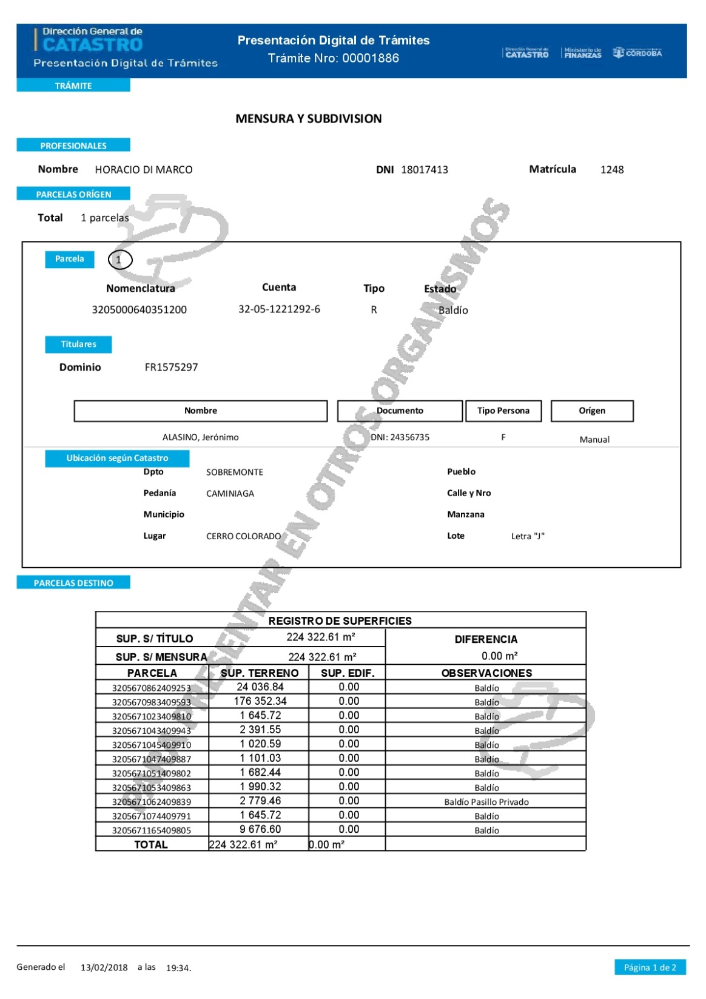 Dirección General de
CATASTRO
Presentación Digital de Trámites
Presentación Digital de Trámites
Trámite Nro: 00001886
Dirección General de
CATASTRO
Ministerio de
FINANZAS
CÓRDOBA
TRÁMITE
MENSURA Y SUBDIVISION
PROFESIONALES
Nombre HORACIO DI MARCO DNI 18017413 Matrícula 1248
PARCELAS ORÍGEN
Total 1 parcelas
Parcela 1
Nomenclatura Cuenta Tipo Estado
3205000640351200 32-05-1221292-6 R Baldío
Titulares
Dominio FR1575297
Nombre Documento Tipo Persona Orígen
ALASINO, Jerónimo DNI: 24356735 F Manual
Ubicación según Catastro
Dpto SOBREMONTE Pueblo
Pedanía CAMINIAGA Calle y Nro
Municipio Manzana
Lugar CERRO COLORADO Lote Letra "J"
PARCELAS DESTINO
REGISTRO DE SUPERFICIES
SUP. S/ TÍTULO 224 322.61 m² DIFERENCIA
SUP. S/ MENSURA 224 322.61 m² 0.00 m²
PARCELA SUP. TERRENO SUP. EDIF. OBSERVACIONES
3205670862409253 24 036.84 0.00 Baldío
3205670983409593 176 352.34 0.00 Baldío
3205671023409810 1 645.72 0.00 Baldío
3205671043409943 2 391.55 0.00 Baldío
3205671045409910 1 020.59 0.00 Baldío
3205671047409887 1 101.03 0.00 Baldío
3205671051409802 1 682.44 0.00 Baldío
3205671053409863 1 990.32 0.00 Baldío
3205671062409839 2 779.46 0.00 Baldío Pasillo Privado
3205671074409791 1 645.72 0.00 Baldío
3205671165409805 9 676.60 0.00 Baldío
TOTAL 224 322.61 m² 0.00 m²
PARA PRESENTAR EN OTROS ORGANISMOS
Generado el 13/02/2018 a las 19:34.
Página 1 de 2